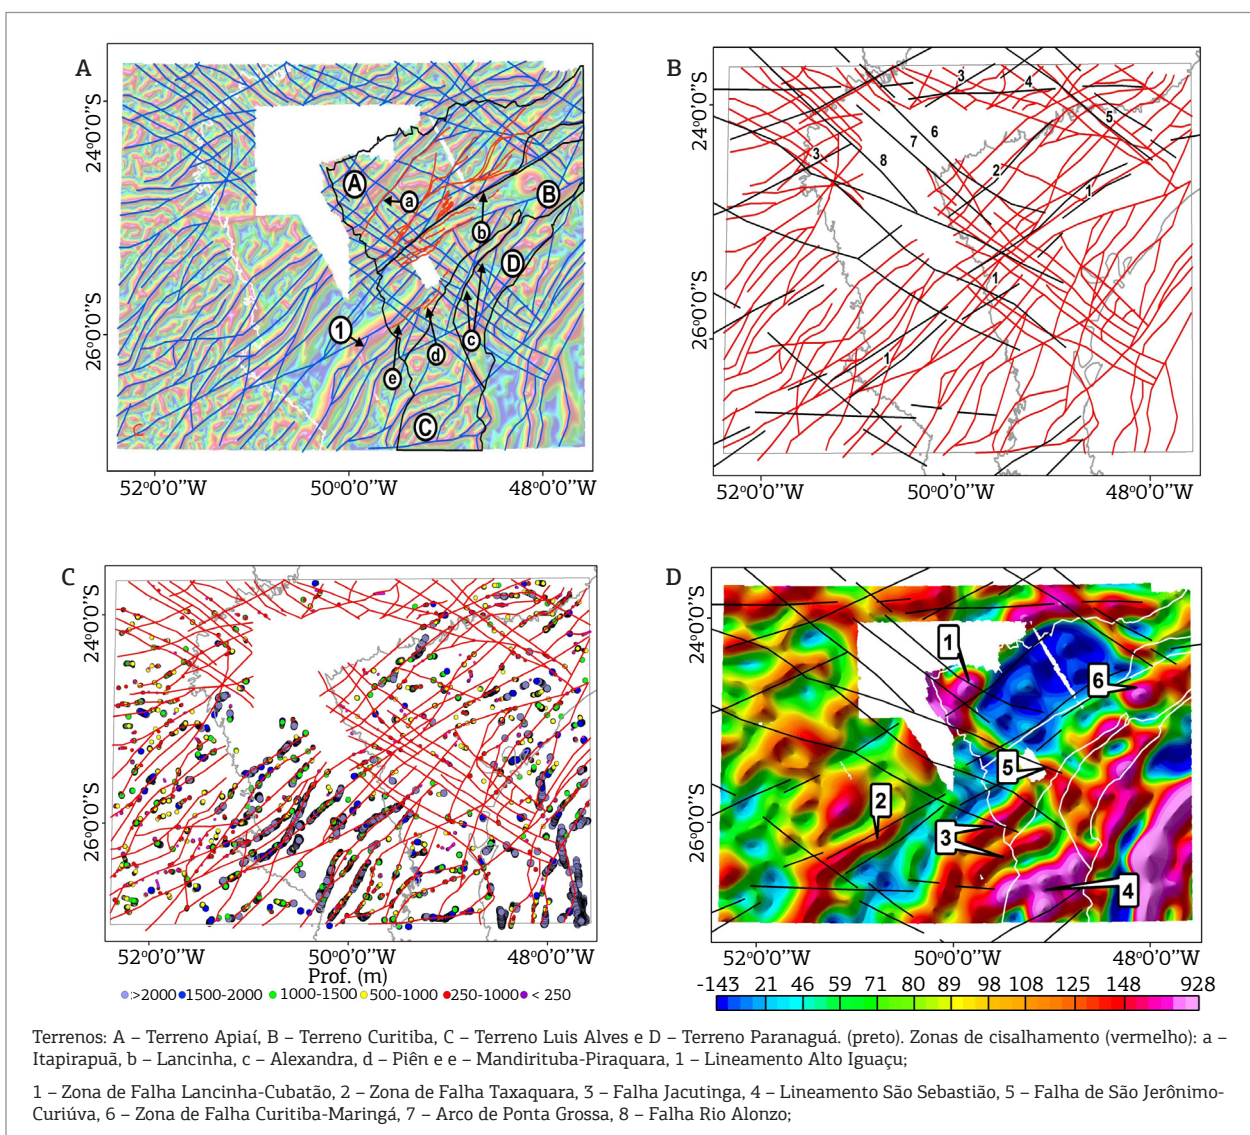 A
24°0'0''S
26°0'0''S
A
a
B
b
D
1
c
d
e
C
52°0'0''W
50°0'0''W
48°0'0''W
B
24°0'0''S
26°0'0''S
3
4
5
6
7
3
8
2
1
1
1
52°0'0''W
50°0'0''W
48°0'0''W
C
24°0'0''S
26°0'0''S
52°0'0''W
50°0'0''W
48°0'0''W
Prof. (m)
>2000 1500-2000 1000-1500 500-1000 250-1000 < 250
D
24°0'0''S
26°0'0''S
1
6
5
2
3
4
52°0'0''W
50°0'0''W
48°0'0''W
-143 21 46 59 71 80 89 98 108 125 148 928
Terrenos: A – Terreno Apiaí, B – Terreno Curitiba, C – Terreno Luis Alves e D – Terreno Paranaguá. (preto). Zonas de cisalhamento (vermelho): a –
Itapirapuã, b – Lancinha, c – Alexandra, d – Piên e e – Mandirituba-Piraquara, 1 – Lineamento Alto Iguaçu;
1 – Zona de Falha Lancinha-Cubatão, 2 – Zona de Falha Taxaquara, 3 – Falha Jacutinga, 4 – Lineamento São Sebastião, 5 – Falha de São Jerônimo-
Curiúva, 6 – Zona de Falha Curitiba-Maringá, 7 – Arco de Ponta Grossa, 8 – Falha Rio Alonzo;